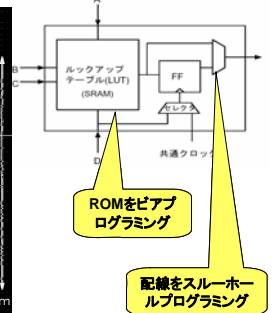 A
B
C
ルックアップ
テーブル(LUT)
(SRAM)
FF
セレクタ
D
共通クロック
ROMをビアプ
ログラミング
配線をスルーホー
ルプログラミング
m